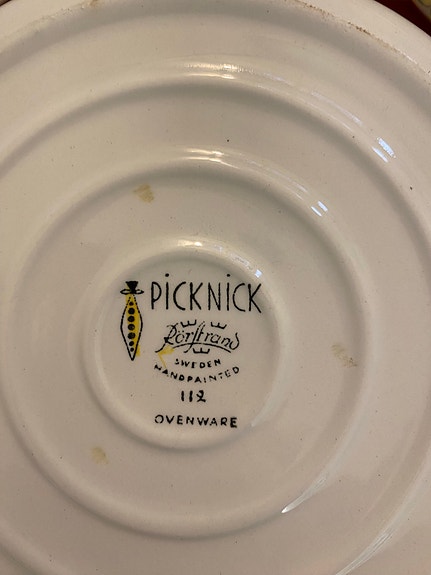 PiCKNiCK
Rörstrand
SWEDEN
HANDPAINTED
112
OVENWARE